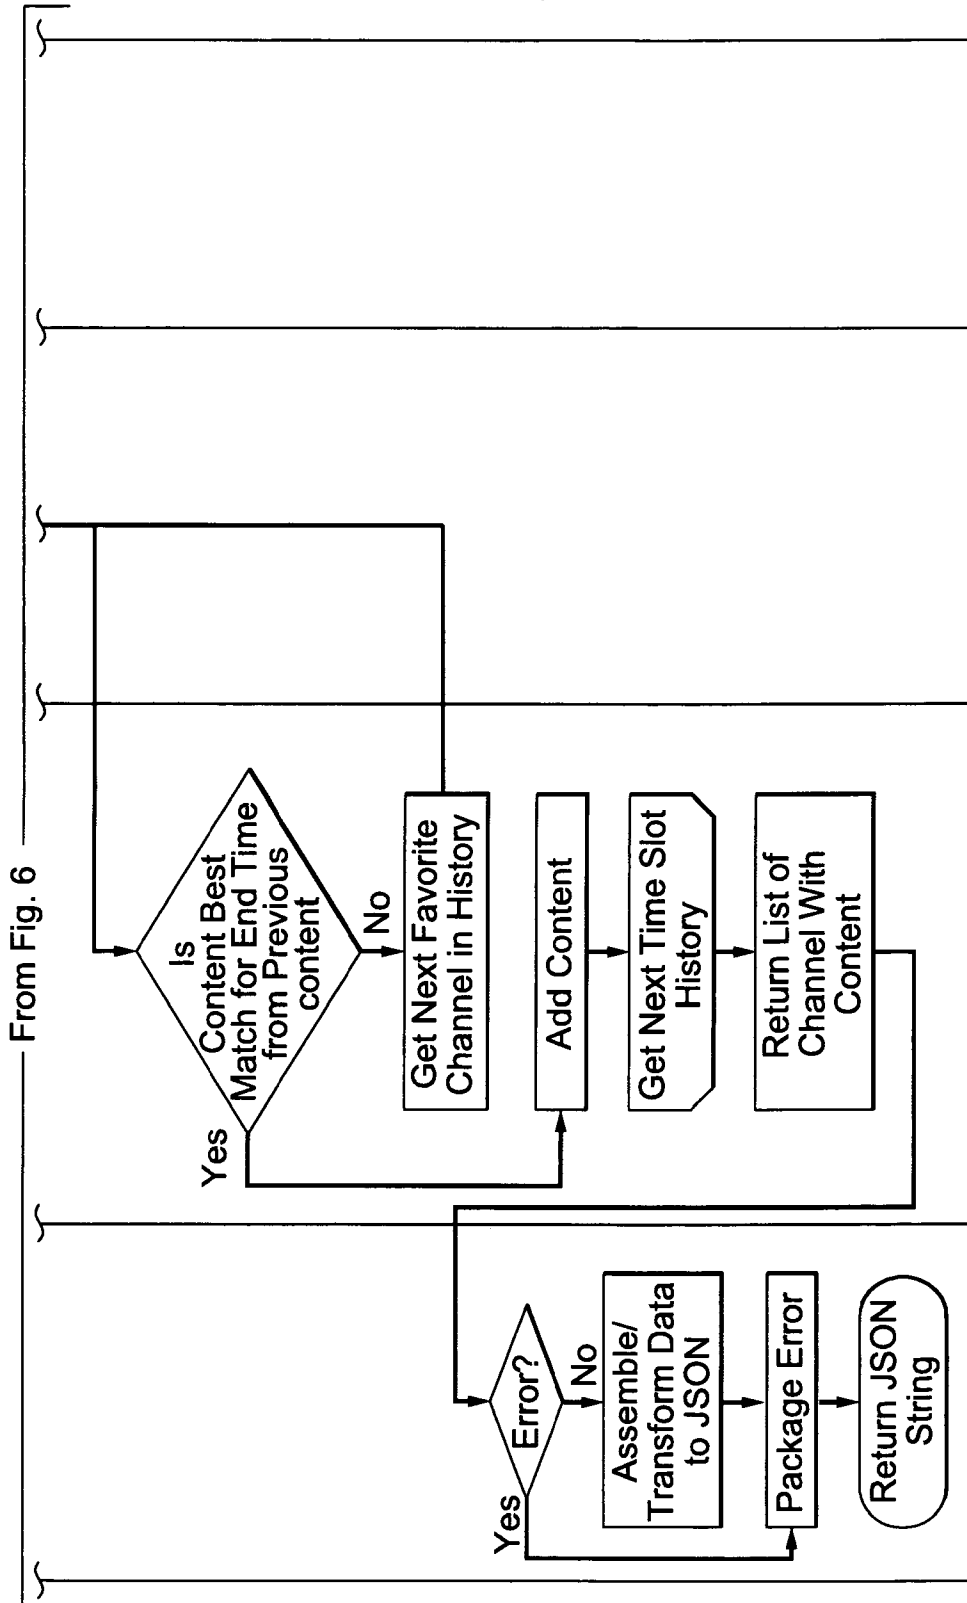 From Fig. 6
Is
Content Best
Match for End Time
from Previous
content
Yes
No
Get Next Favorite
Channel in History
Add Content
Get Next Time Slot
History
Return List of
Channel With
Content
Error?
Yes
No
Assemble/
Transform Data
to JSON
Package Error
Return JSON
String